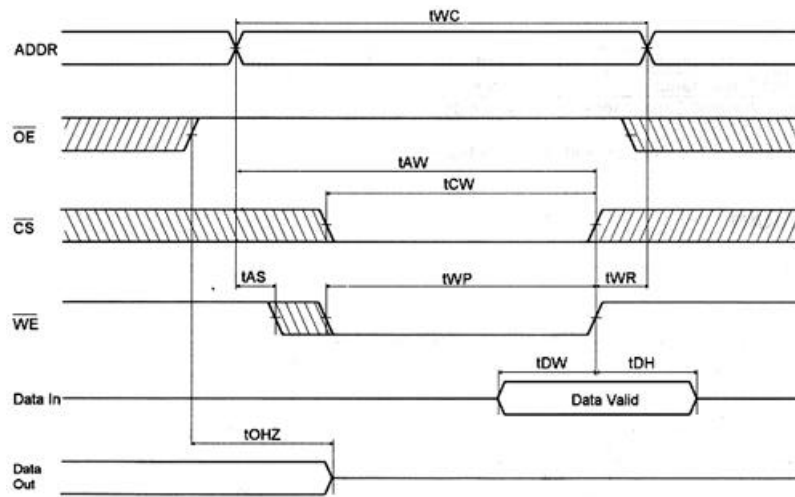 tWC
ADDR
OE
tAW
tCW
CS
tAS
tWP
tWR
WE
tDW
tDH
Data In
Data Valid
tOHZ
Data
Out